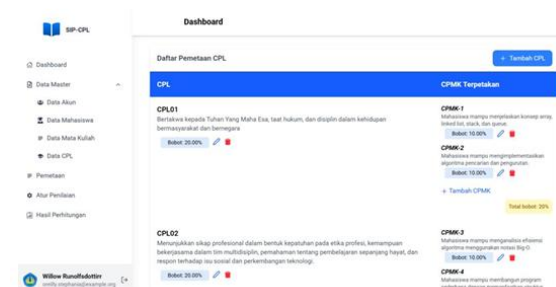 SIP-CPL
Dashboard
Dashboard
Data Master
Data Akun
Data Mahasiswa
Data Mata Kuliah
Data CPL
Pemetaan
Atur Penilaian
Hasil Perhitungan
Willow Runolfsdottir
Daftar Pemetaan CPL
+ Tambah CPL
CPL
CPMK Terpetakan
CPL01
Bertakwa kepada Tuhan Yang Maha Esa, taat hukum, dan disiplin dalam kehidupan
bermasyarakat dan bernegara
Bobot: 20.00%
CPMK-1
Mahasiswa mampu menjelaskan konsep array,
linked list, stack, dan queue.
Bobot: 10.00%
CPMK-2
Mahasiswa mampu mengimplementasikan
algoritma pencarian dan pengurutan.
Bobot: 10.00%
+ Tambah CPMK
Total bobot: 20%
CPL02
Menunjukkan sikap profesional dalam bentuk kepatuhan pada etika profesi, kemampuan
bekerjasama dalam tim multidisiplin, pemahaman tentang pembelajaran sepanjang hayat, dan
respon terhadap isu sosial dan perkembangan teknologi.
Bobot: 20.00%
CPMK-3
Mahasiswa mampu menganalisis efisiensi
algoritma menggunakan notasi Big-O.
Bobot: 10.00%
CPMK-4
Mahasiswa mampu membangun program